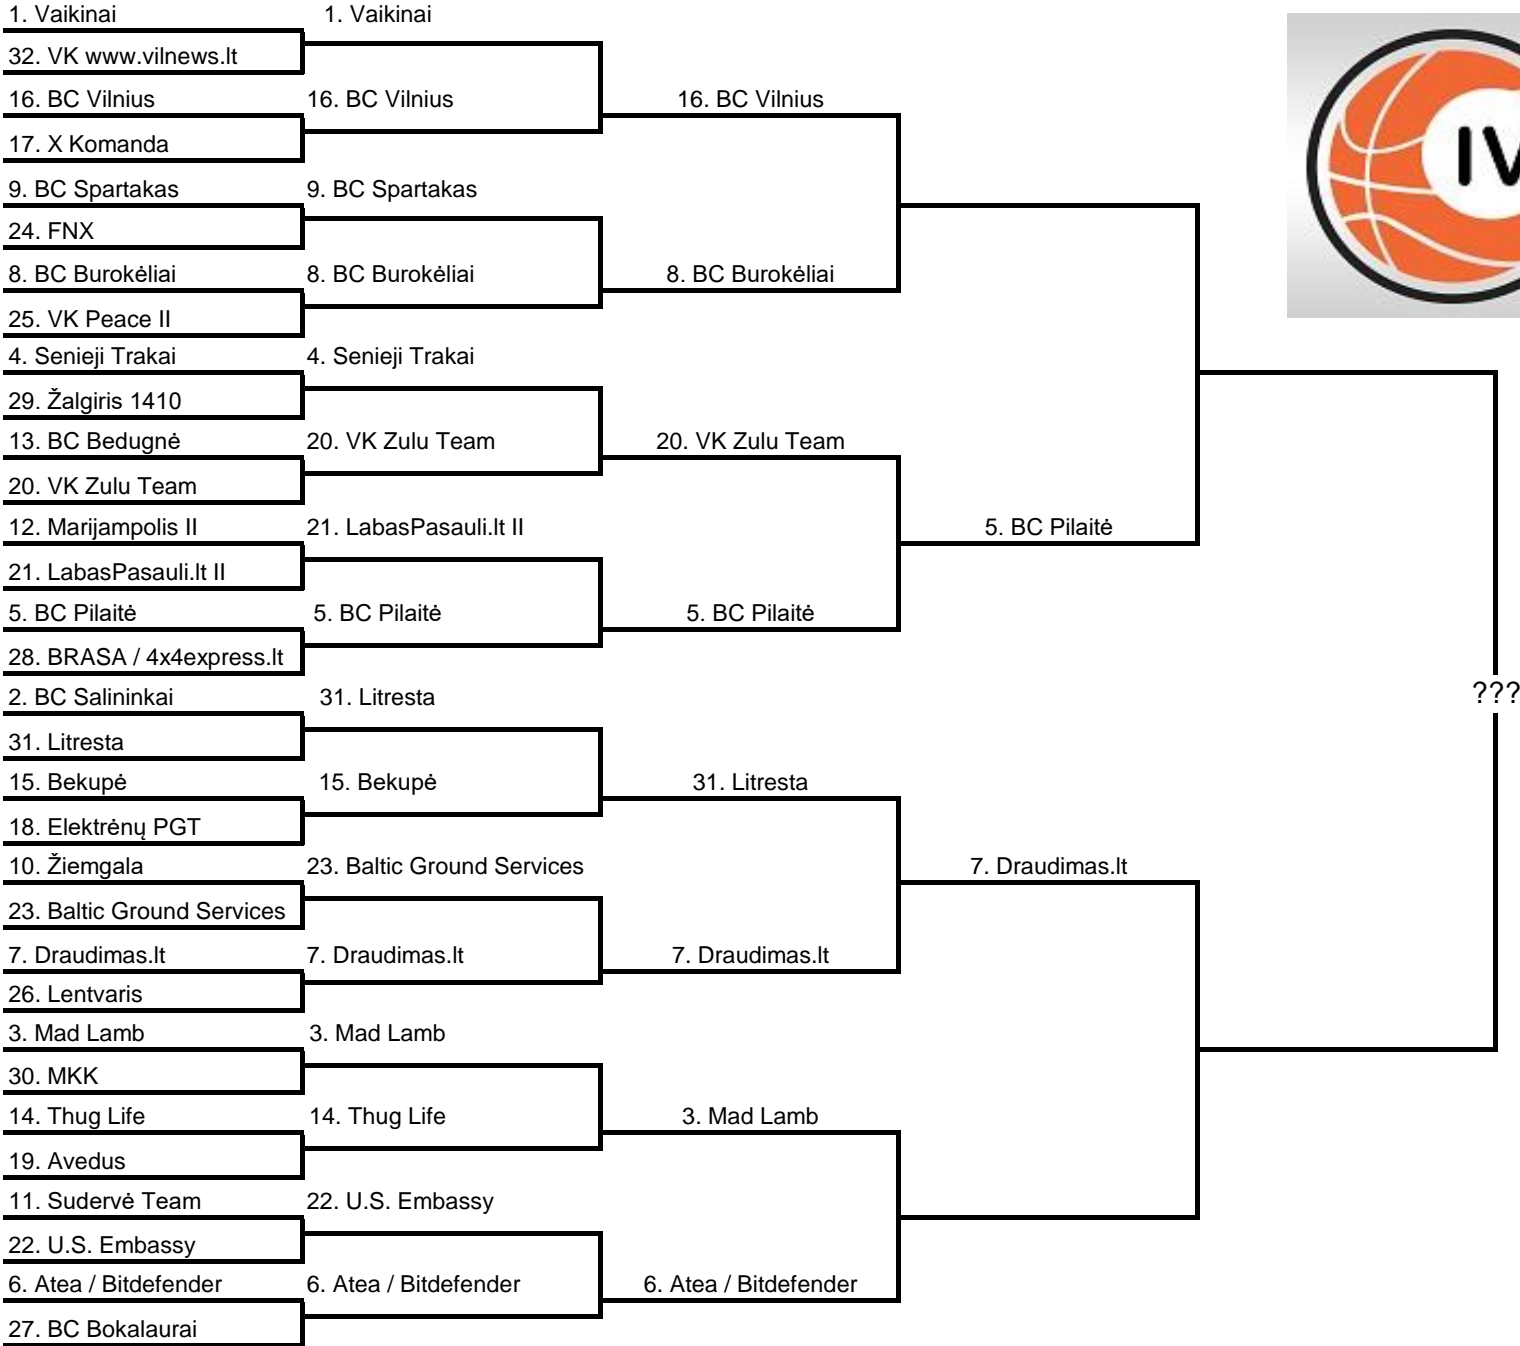 1. Vaikinai
32. VK www.vilnews.lt
16. BC Vilnius
17. X Komanda
9. BC Spartakas
24. FNX
8. BC Burokėliai
25. VK Peace II
4. Senieji Trakai
29. Žalgiris 1410
13. BC Bedugnė
20. VK Zulu Team
12. Marijampolis II
21. LabasPasauli.lt II
5. BC Pilaitė
28. BRASA / 4x4express.lt
2. BC Salininkai
31. Litresta
15. Bekupė
18. Elektrėnų PGT
10. Žiemgala
23. Baltic Ground Services
7. Draudimas.lt
26. Lentvaris
3. Mad Lamb
30. MKK
14. Thug Life
19. Avedus
11. Sudervė Team
22. U.S. Embassy
6. Atea / Bitdefender
27. BC Bokalaurai
1. Vaikinai
16. BC Vilnius
9. BC Spartakas
8. BC Burokėliai
4. Senieji Trakai
20. VK Zulu Team
21. LabasPasauli.lt II
5. BC Pilaitė
31. Litresta
15. Bekupė
23. Baltic Ground Services
7. Draudimas.lt
3. Mad Lamb
14. Thug Life
22. U.S. Embassy
6. Atea / Bitdefender
16. BC Vilnius
8. BC Burokėliai
20. VK Zulu Team
5. BC Pilaitė
31. Litresta
7. Draudimas.lt
3. Mad Lamb
6. Atea / Bitdefender
5. BC Pilaitė
7. Draudimas.lt
???